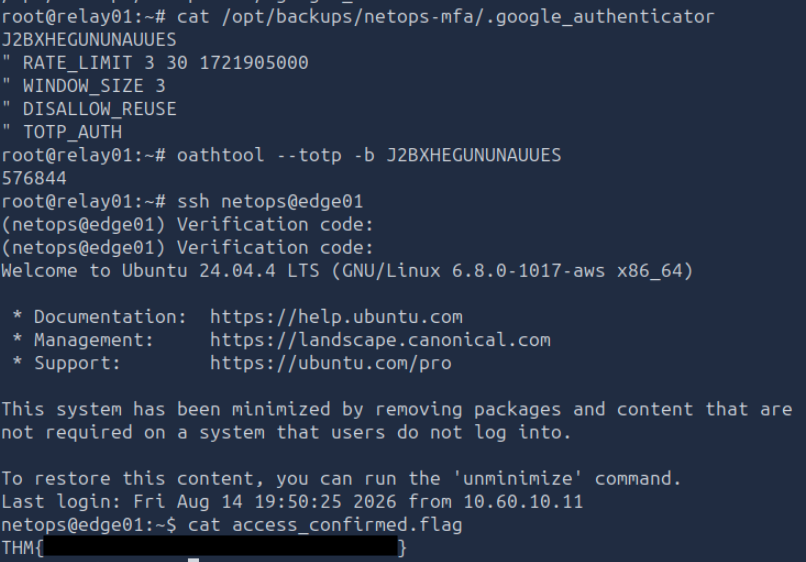 root@relay01:~# cat /opt/backups/netops-mfa/.google_authenticator
J2BXHEGUNUNAUUES
" RATE_LIMIT 3 30 1721905000
" WINDOW_SIZE 3
" DISALLOW_REUSE
" TOTP_AUTH
root@relay01:~# oathtool --totp -b J2BXHEGUNUNAUUES
576844
root@relay01:~# ssh netops@edge01
(netops@edge01) Verification code:
(netops@edge01) Verification code:
Welcome to Ubuntu 24.04.4 LTS (GNU/Linux 6.8.0-1017-aws x86_64)

 * Documentation:  https://help.ubuntu.com
 * Management:     https://landscape.canonical.com
 * Support:        https://ubuntu.com/pro

This system has been minimized by removing packages and content that are
not required on a system that users do not log into.

To restore this content, you can run the 'unminimize' command.
Last login: Fri Aug 14 19:50:25 2026 from 10.60.10.11
netops@edge01:~$ cat access_confirmed.flag
THM{ }